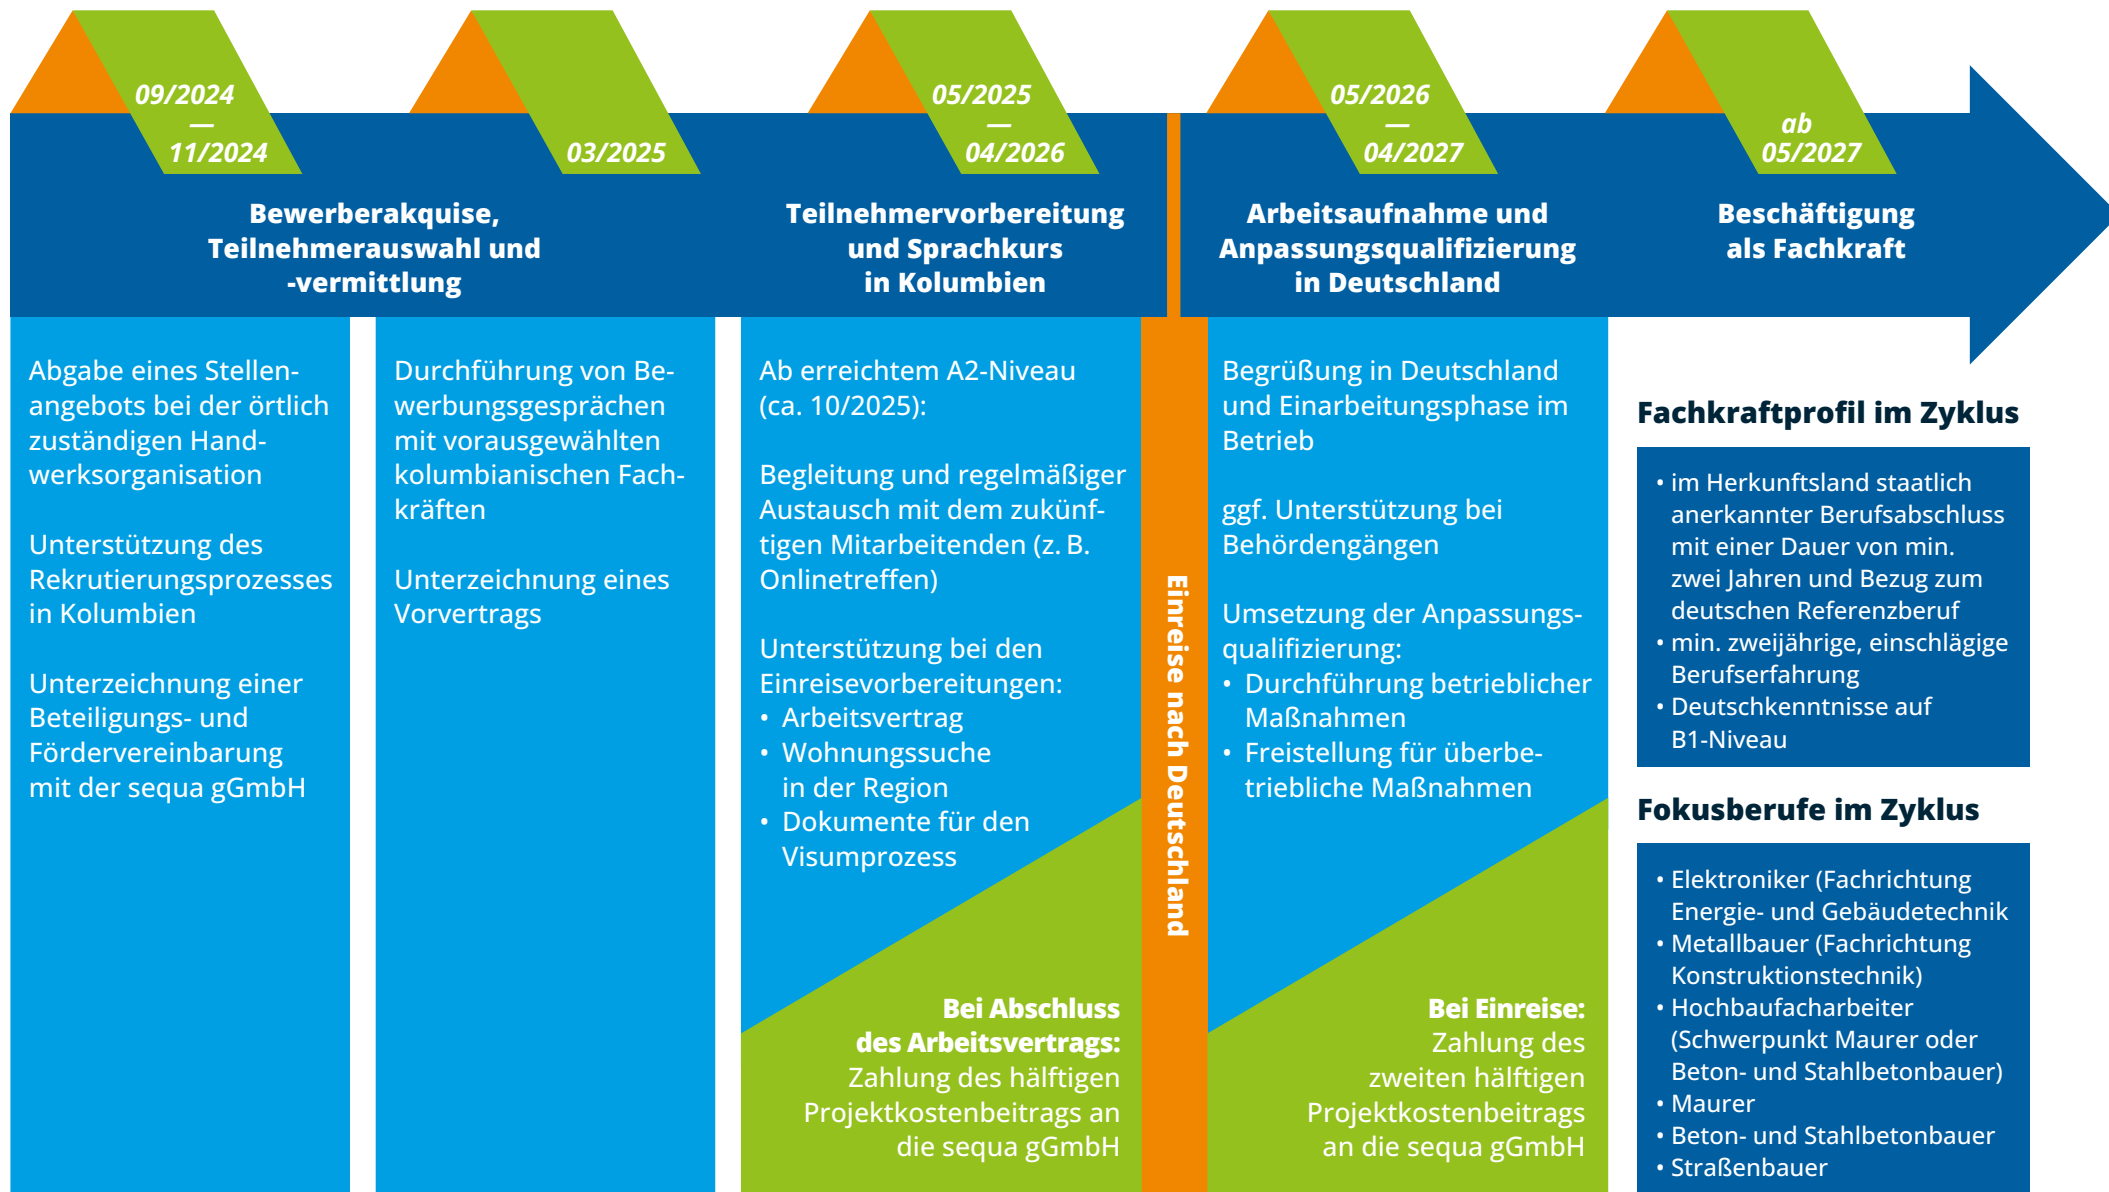 09/2024
—
11/2024
03/2025
05/2025
—
04/2026
05/2026
—
04/2027
ab
05/2027
Bewerberakquise,
Teilnehmerauswahl und
-vermittlung
Teilnehmervorbereitung
und Sprachkurs
in Kolumbien
Arbeitsaufnahme und
Anpassungsqualifizierung
in Deutschland
Beschäftigung
als Fachkraft
Abgabe eines Stellen-
angebots bei der örtlich
zuständigen Hand-
werksorganisation
Unterstützung des
Rekrutierungsprozesses
in Kolumbien
Unterzeichnung einer
Beteiligungs- und
Fördervereinbarung
mit der sequa gGmbH
Durchführung von Be-
werbungsgesprächen
mit vorausgewählten
kolumbianischen Fach-
kräften
Unterzeichnung eines
Vorvertrags
Ab erreichtem A2-Niveau
(ca. 10/2025):
Begleitung und regelmäßiger
Austausch mit dem zukünf-
tigen Mitarbeitenden (z. B.
Onlinetreffen)
Unterstützung bei den
Einreisevorbereitungen:
• Arbeitsvertrag
• Wohnungssuche
in der Region
• Dokumente für den
Visumprozess
Bei Abschluss
des Arbeitsvertrags:
Zahlung des hälftigen
Projektkostenbeitrags an
die sequa gGmbH
Einreise nach Deutschland
Begrüßung in Deutschland
und Einarbeitungsphase im
Betrieb
ggf. Unterstützung bei
Behördengängen
Umsetzung der Anpassungs-
qualifizierung:
• Durchführung betrieblicher
Maßnahmen
• Freistellung für überbe-
triebliche Maßnahmen
Bei Einreise:
Zahlung des
zweiten hälftigen
Projektkostenbeitrags
an die sequa gGmbH
Fachkraftprofil im Zyklus
• im Herkunftsland staatlich
anerkannter Berufsabschluss
mit einer Dauer von min.
zwei Jahren und Bezug zum
deutschen Referenzberuf
• min. zweijährige, einschlägige
Berufserfahrung
• Deutschkenntnisse auf
B1-Niveau
Fokusberufe im Zyklus
• Elektroniker (Fachrichtung
Energie- und Gebäudetechnik
• Metallbauer (Fachrichtung
Konstruktionstechnik)
• Hochbaufacharbeiter
(Schwerpunkt Maurer oder
Beton- und Stahlbetonbauer)
• Maurer
• Beton- und Stahlbetonbauer
• Straßenbauer